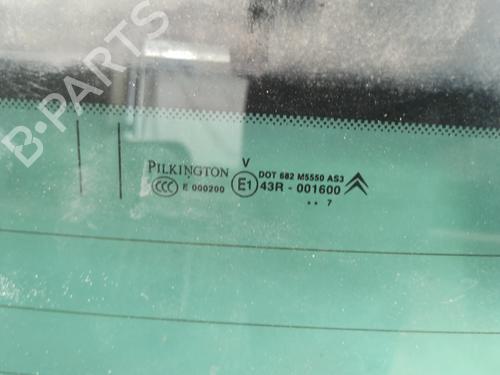 B-PARTS
V
PILKINGTON
DOT 682 M5550 AS3
CCC E 000200
E1 43R - 001600
.. 7